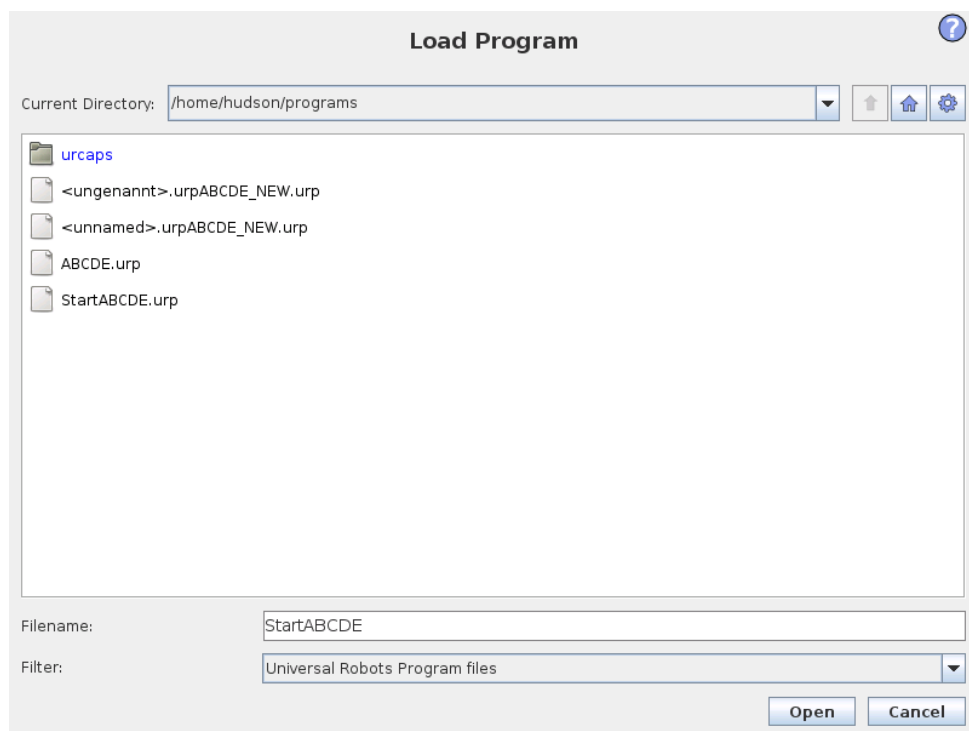 Load Program
?
Current Directory: /home/hudson/programs
urcaps
<ungenannt>.urpABCDE_NEW.urp
<unnamed>.urpABCDE_NEW.urp
ABCDE.urp
StartABCDE.urp
Filename: StartABCDE
Filter: Universal Robots Program files
Open Cancel